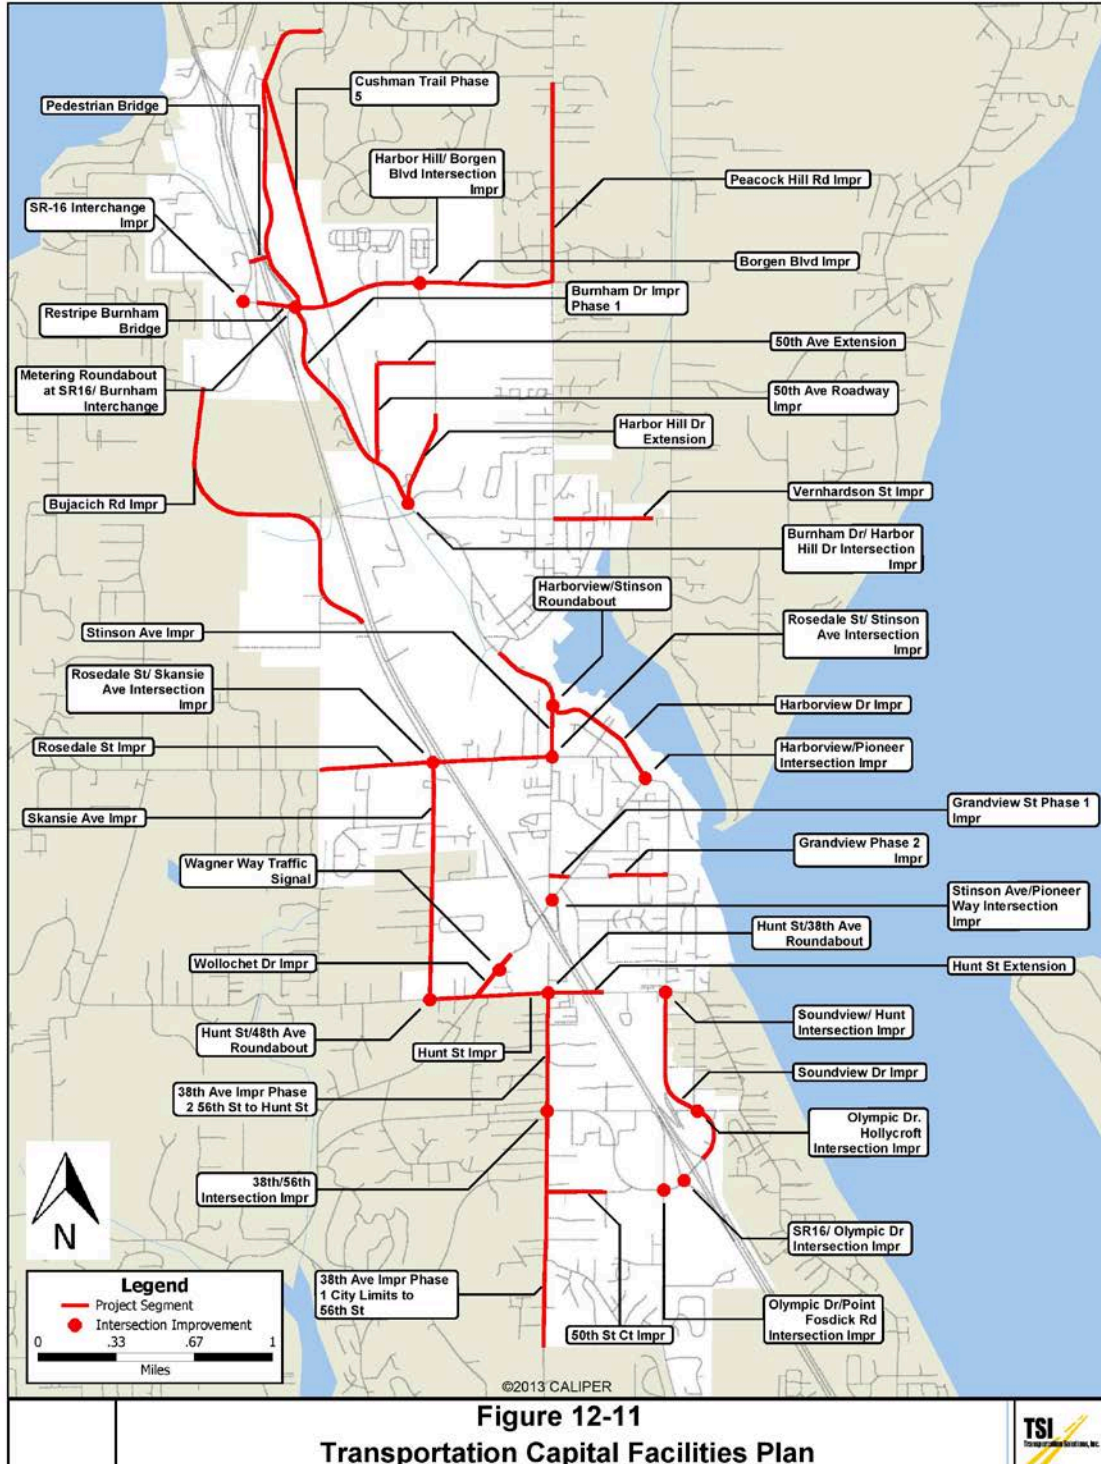 Cushman Trail Phase
5
Pedestrian Bridge
Harbor Hill/ Borgen
Blvd Intersection
Impr
Peacock Hill Rd Impr
SR-16 Interchange
Impr
Borgen Blvd Impr
Burnham Dr Impr
Phase 1
Restripe Burnham
Bridge
50th Ave Extension
Metering Roundabout
at SR16/ Burnham
Interchange
50th Ave Roadway
Impr
Harbor Hill Dr
Extension
Bujacich Rd Impr
Vernhardson St Impr
Burnham Dr/ Harbor
Hill Dr Intersection
Impr
Harborview/Stinson
Roundabout
Stinson Ave Impr
Rosedale St/ Stinson
Ave Intersection
Impr
Rosedale St/ Skansie
Ave Intersection
Impr
Harborview Dr Impr
Rosedale St Impr
Harborview/Pioneer
Intersection Impr
Skansie Ave Impr
Grandview St Phase 1
Impr
Grandview Phase 2
Impr
Wagner Way Traffic
Signal
Stinson Ave/Pioneer
Way Intersection
Impr
Hunt St/38th Ave
Roundabout
Wollochet Dr Impr
Hunt St Extension
Hunt St/48th Ave
Roundabout
Hunt St Impr
Soundview/ Hunt
Intersection Impr
38th Ave Impr Phase
2 56th St to Hunt St
Soundview Dr Impr
Olympic Dr.
Hollycroft
Intersection Impr
38th/56th
Intersection Impr
N
SR16/ Olympic Dr
Intersection Impr
Legend
Project Segment
Intersection Improvement
0 .33 .67 1
Miles
38th Ave Impr Phase
1 City Limits to
56th St
50th St Ct Impr
Olympic Dr/Point
Fosdick Rd
Intersection Impr
©2013 CALIPER
Figure 12-11
Transportation Capital Facilities Plan
TSI
Transportation Solutions, Inc.